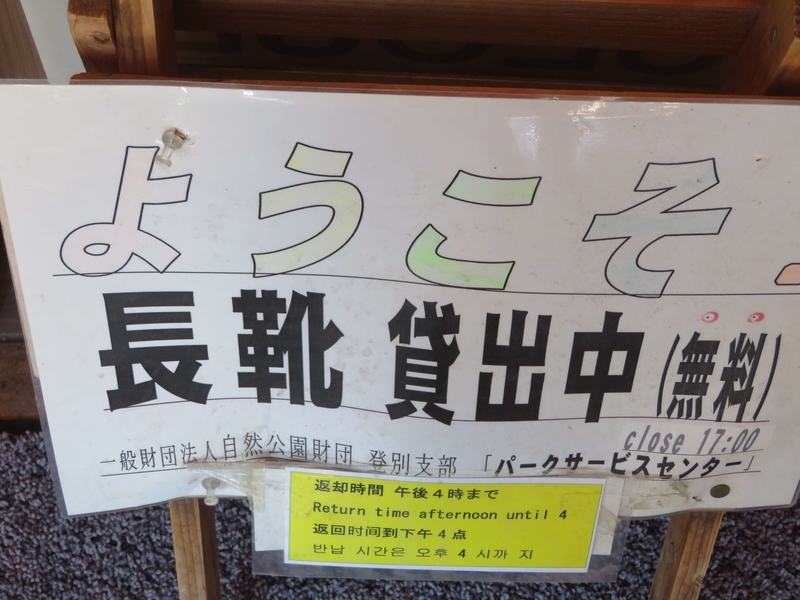 ようこそ
長靴 貸出中(無料)
close 17:00
一般財団法人自然公園財団 登別支部 「パークサービスセンター」
返却時間 午後4時まで
Return time afternoon until 4
返回时间到下午4点
반납 시간은 오후 4 시까 지